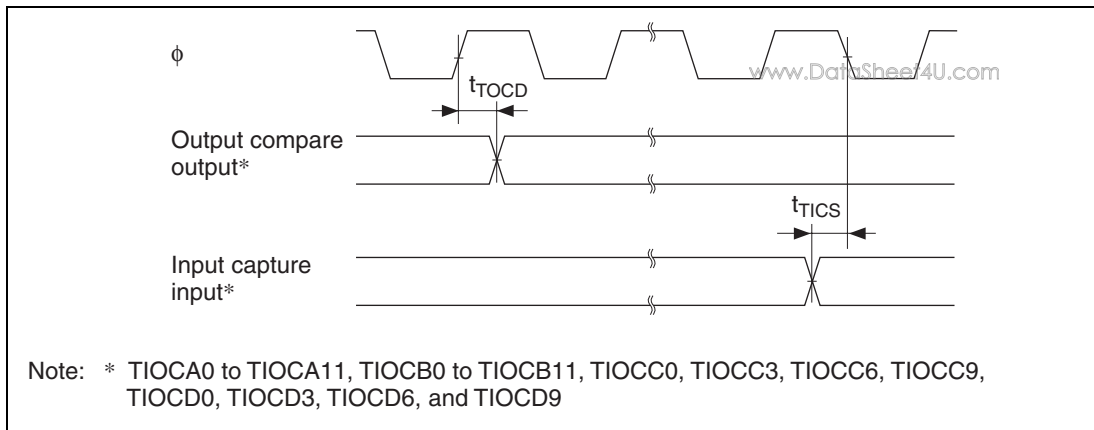 ϕ
www.DataSheet4U.com
tTOCD
Output compare
output*
tTICS
Input capture
input*
Note: * TIOCA0 to TIOCA11, TIOCB0 to TIOCB11, TIOCC0, TIOCC3, TIOCC6, TIOCC9,
TIOCD0, TIOCD3, TIOCD6, and TIOCD9